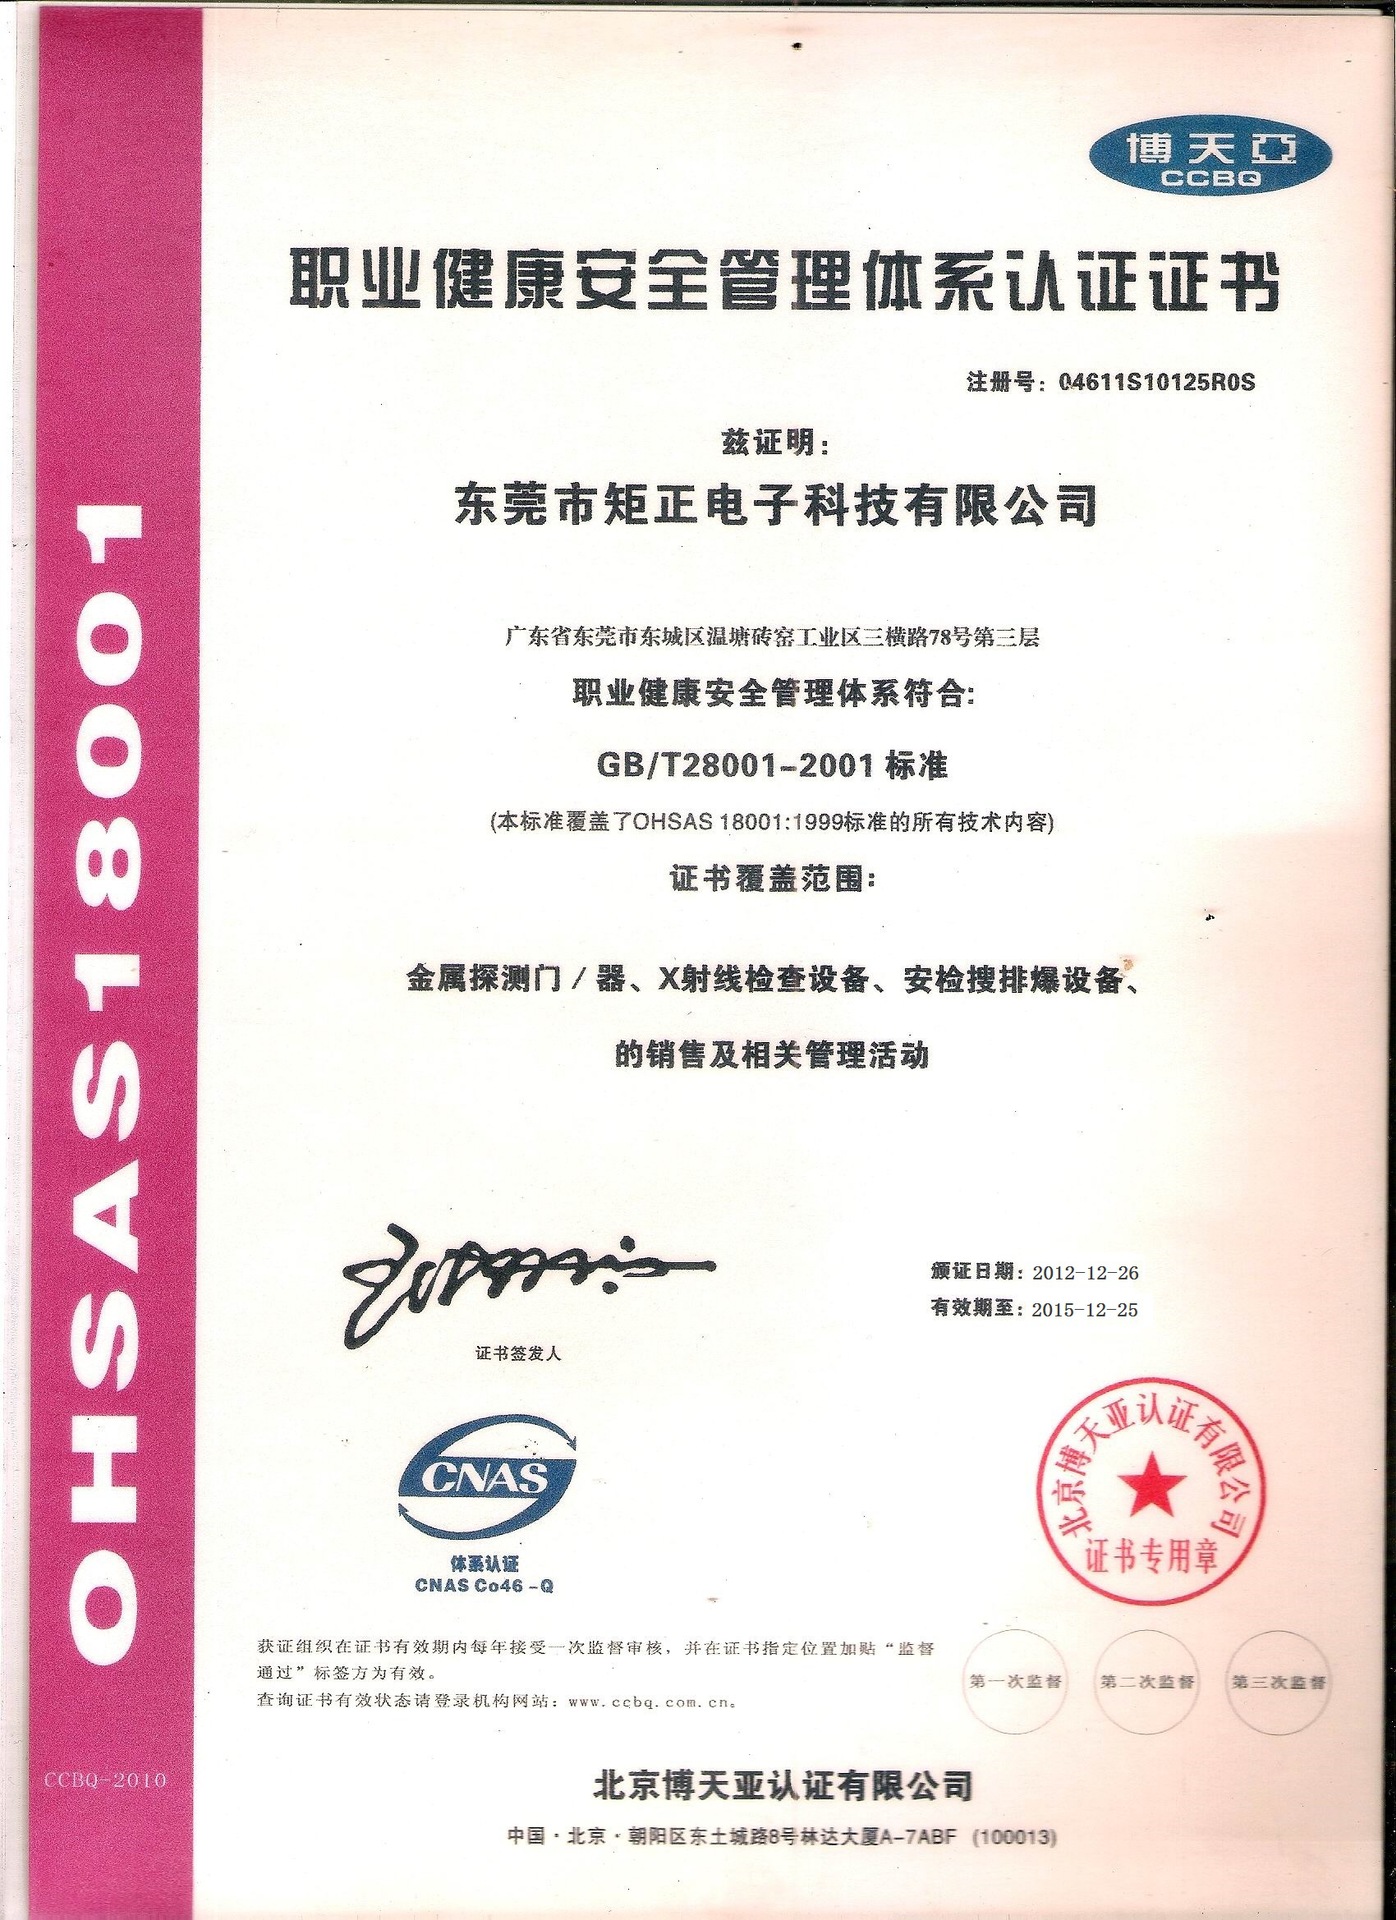 博天亞
CCBQ
职业健康安全管理体系认证证书
注册号：04611S10125R0S
兹证明：
东莞市矩正电子科技有限公司
广东省东莞市东城区温塘砖窑工业区三横路78号第三层
职业健康安全管理体系符合:
GB/T28001-2001 标准
(本标准覆盖了OHSAS 18001:1999标准的所有技术内容)
证书覆盖范围:
金属探测门/器、X射线检查设备、安检搜排爆设备、
的销售及相关管理活动
颁证日期：2012-12-26
有效期至：2015-12-25
证书签发人
CNAS
体系认证
CNAS Co46-Q
北京博天亚认证有限公司
证书专用章
获证组织在证书有效期内每年接受一次监督审核，并在证书指定位置加贴“监督
通过”标签方为有效。
查询证书有效状态请登录机构网站：www.ccbq.com.cn。
第一次监督
第二次监督
第三次监督
北京博天亚认证有限公司
中国·北京·朝阳区东土城路8号林达大厦A-7ABF (100013)
OHSAS18001
CCBQ-2010